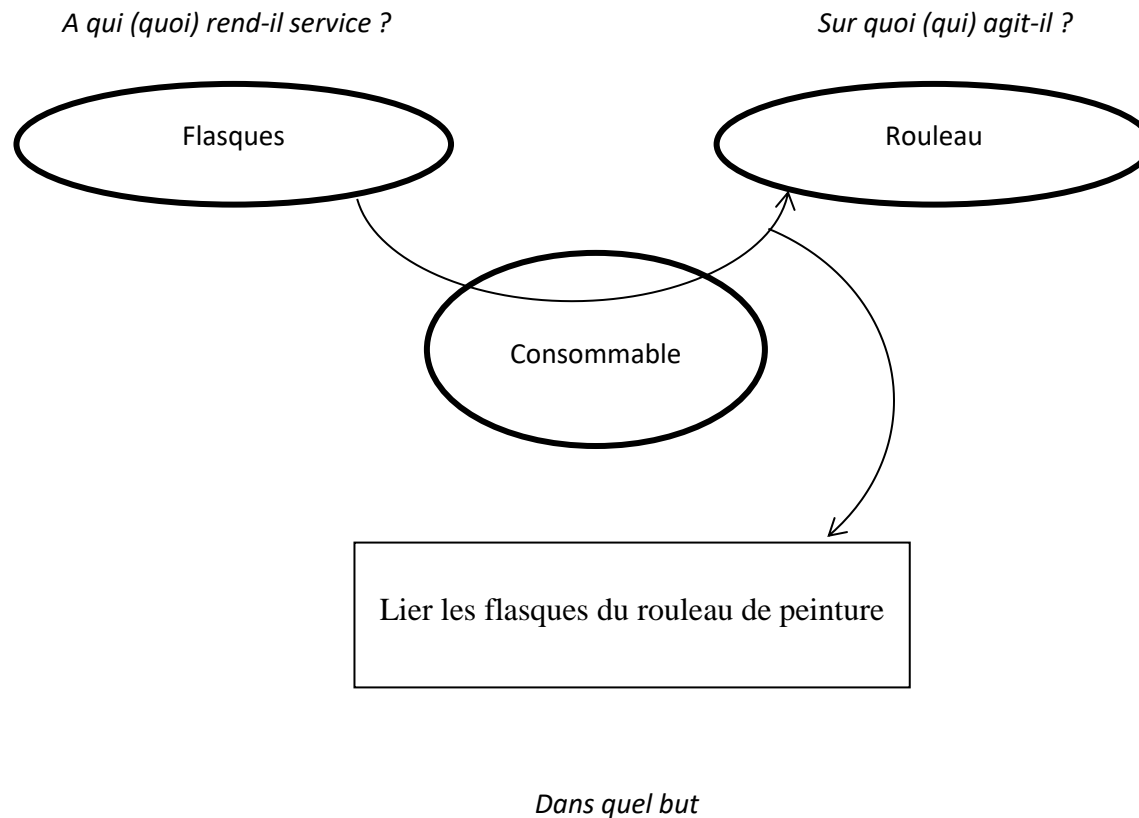 A qui (quoi) rend-il service ?
Sur quoi (qui) agit-il ?
Flasques
Rouleau
Consommable
Lier les flasques du rouleau de peinture
Dans quel but